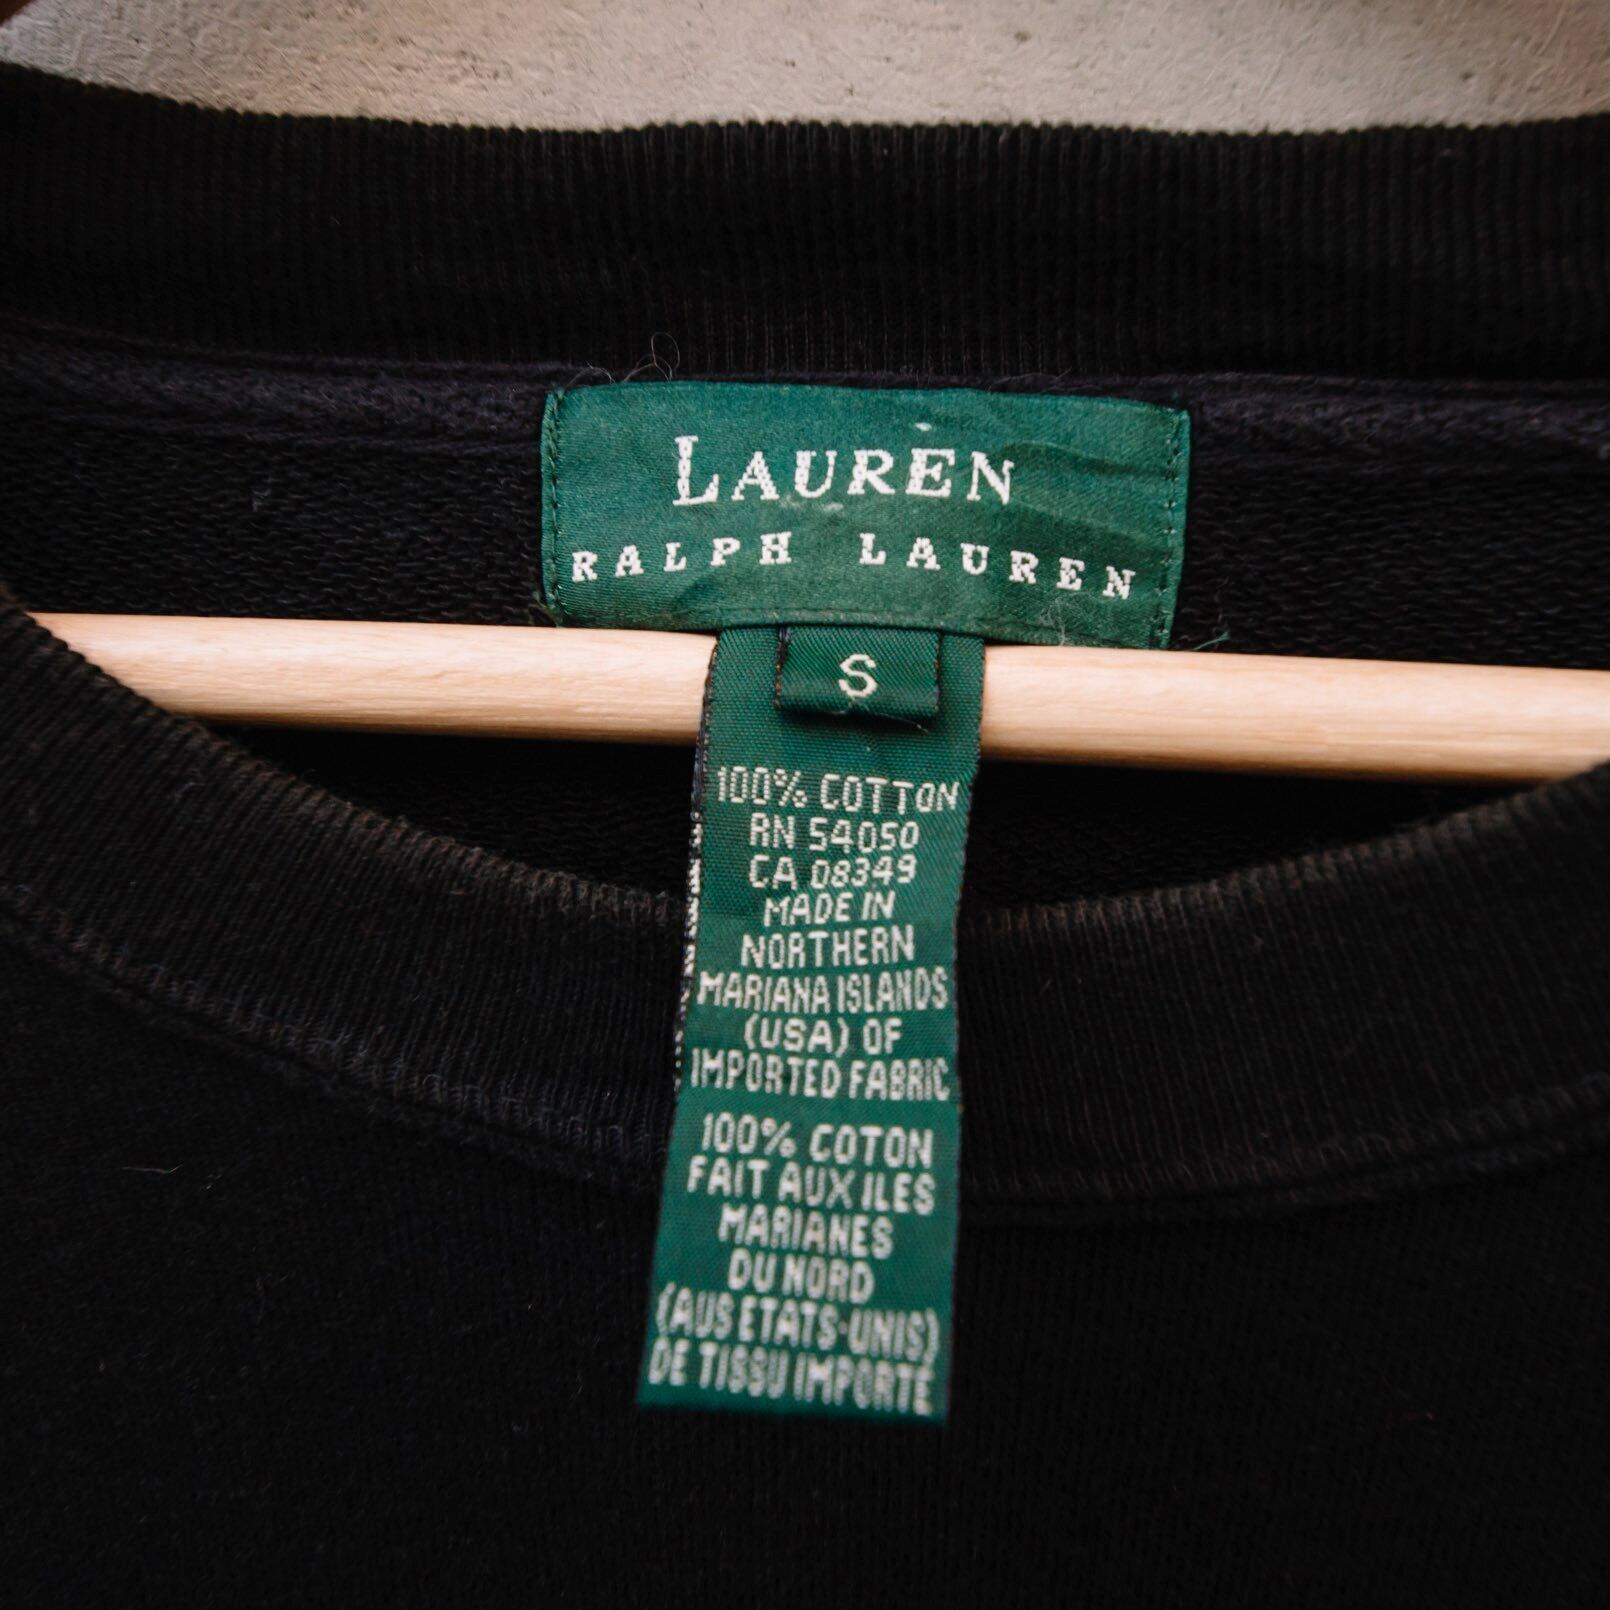 LAUREN
RALPH LAUREN
S
100% COTTON
RN 54050
CA 08349
MADE IN
NORTHERN
MARIANA ISLANDS
(USA) OF
IMPORTED FABRIC
100% COTON
FAIT AUX ILES
MARIANES
DU NORD
(AUS ETATS-UNIS)
DE TISSU IMPORTE